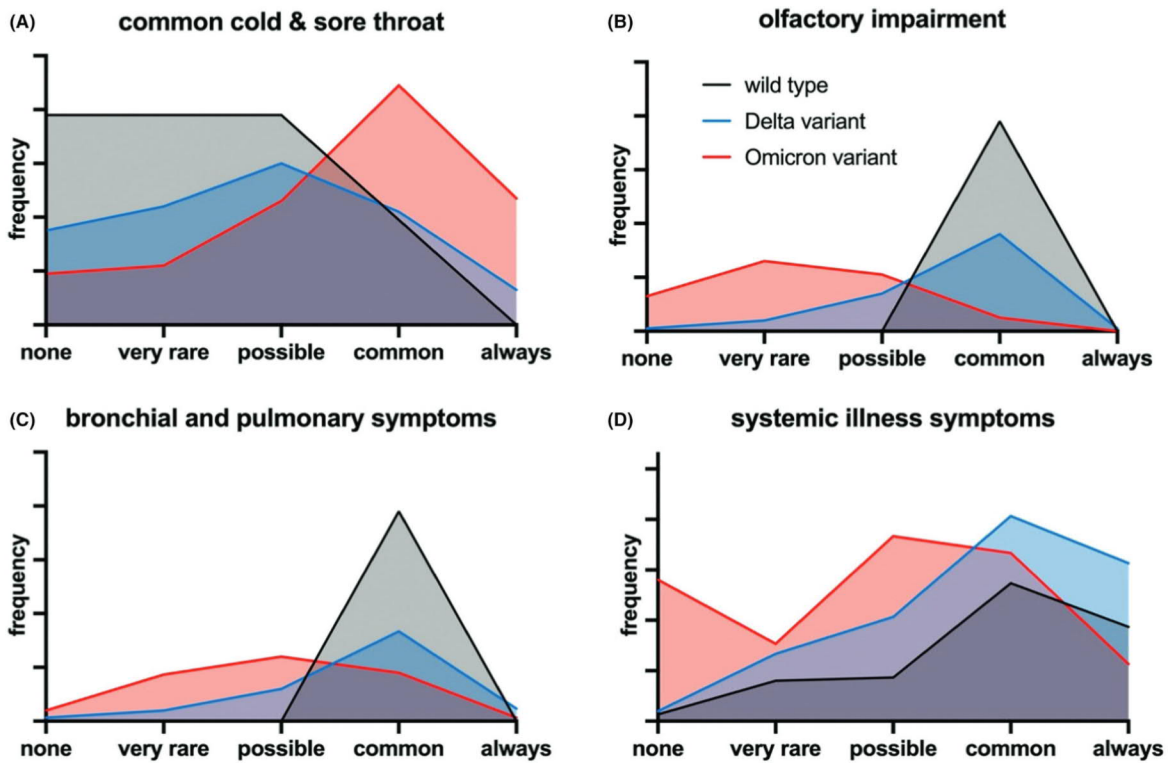 (A) common cold & sore throat
frequency
none very rare possible common always
(B) olfactory impairment
wild type
Delta variant
Omicron variant
frequency
none very rare possible common always
(C) bronchial and pulmonary symptoms
frequency
none very rare possible common always
(D) systemic illness symptoms
frequency
none very rare possible common always